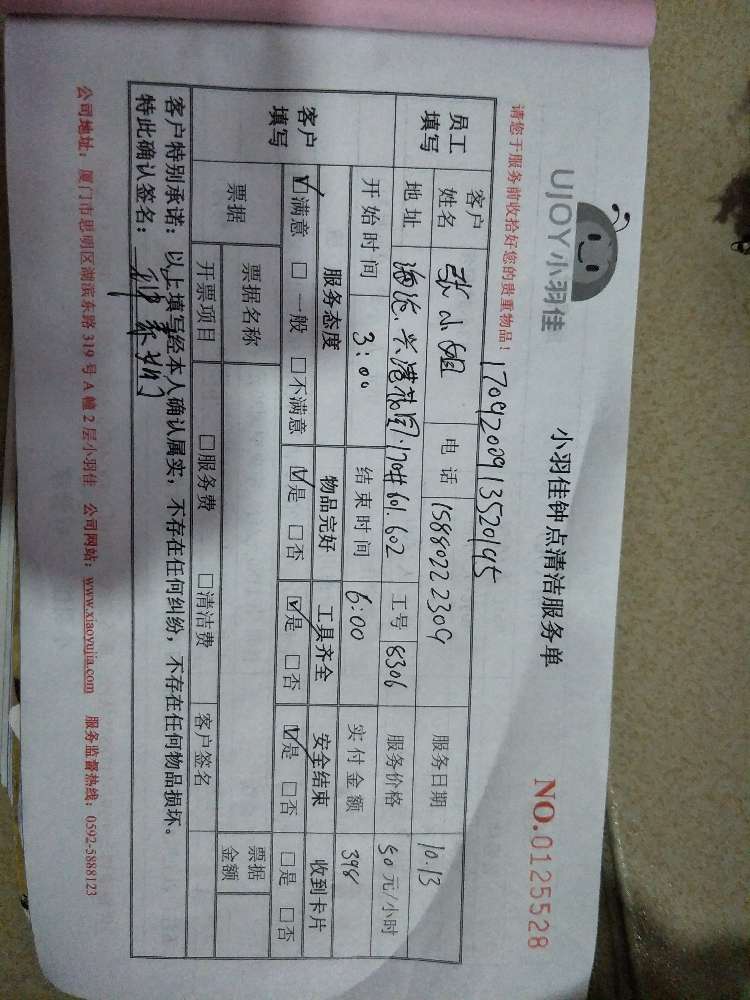 UJOY小羽佳
小羽佳钟点清洁服务单
NO.0125528
请您于服务前收拾好您的贵重物品！
1709200913520145
员工填写 客户姓名 张小姐 电话 15880222309 服务日期 10.13
地址 海沧.兴港花园.170#601.602 工号 8306 服务价格 50元/小时
开始时间 3:00 结束时间 6:00 实付金额 398
客户填写 服务态度 物品完好 工具齐全 安全结束 收到卡片
☑满意 □一般 □不满意 ☑是 □否 ☑是 □否 ☑是 □否 □是 □否
票据 票据名称 票据金额
开票项目 □服务费 □清洁费 客户签名
客户特别承诺：以上填写经本人确认属实，不存在任何纠纷，不存在任何物品损坏。
特此确认签名：
公司地址：厦门市思明区湖滨东路319号A幢2层小羽佳 公司网站：www.xiaoyujia.com 服务监督热线：0592-5888123